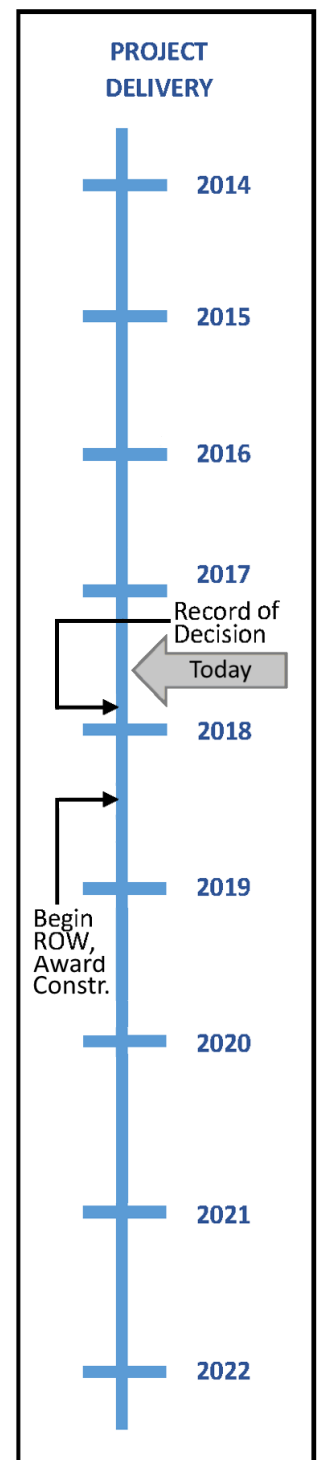 PROJECT
DELIVERY
2014
2015
2016
2017
Record of
Decision
Today
2018
2019
Begin
ROW,
Award
Constr.
2020
2021
2022